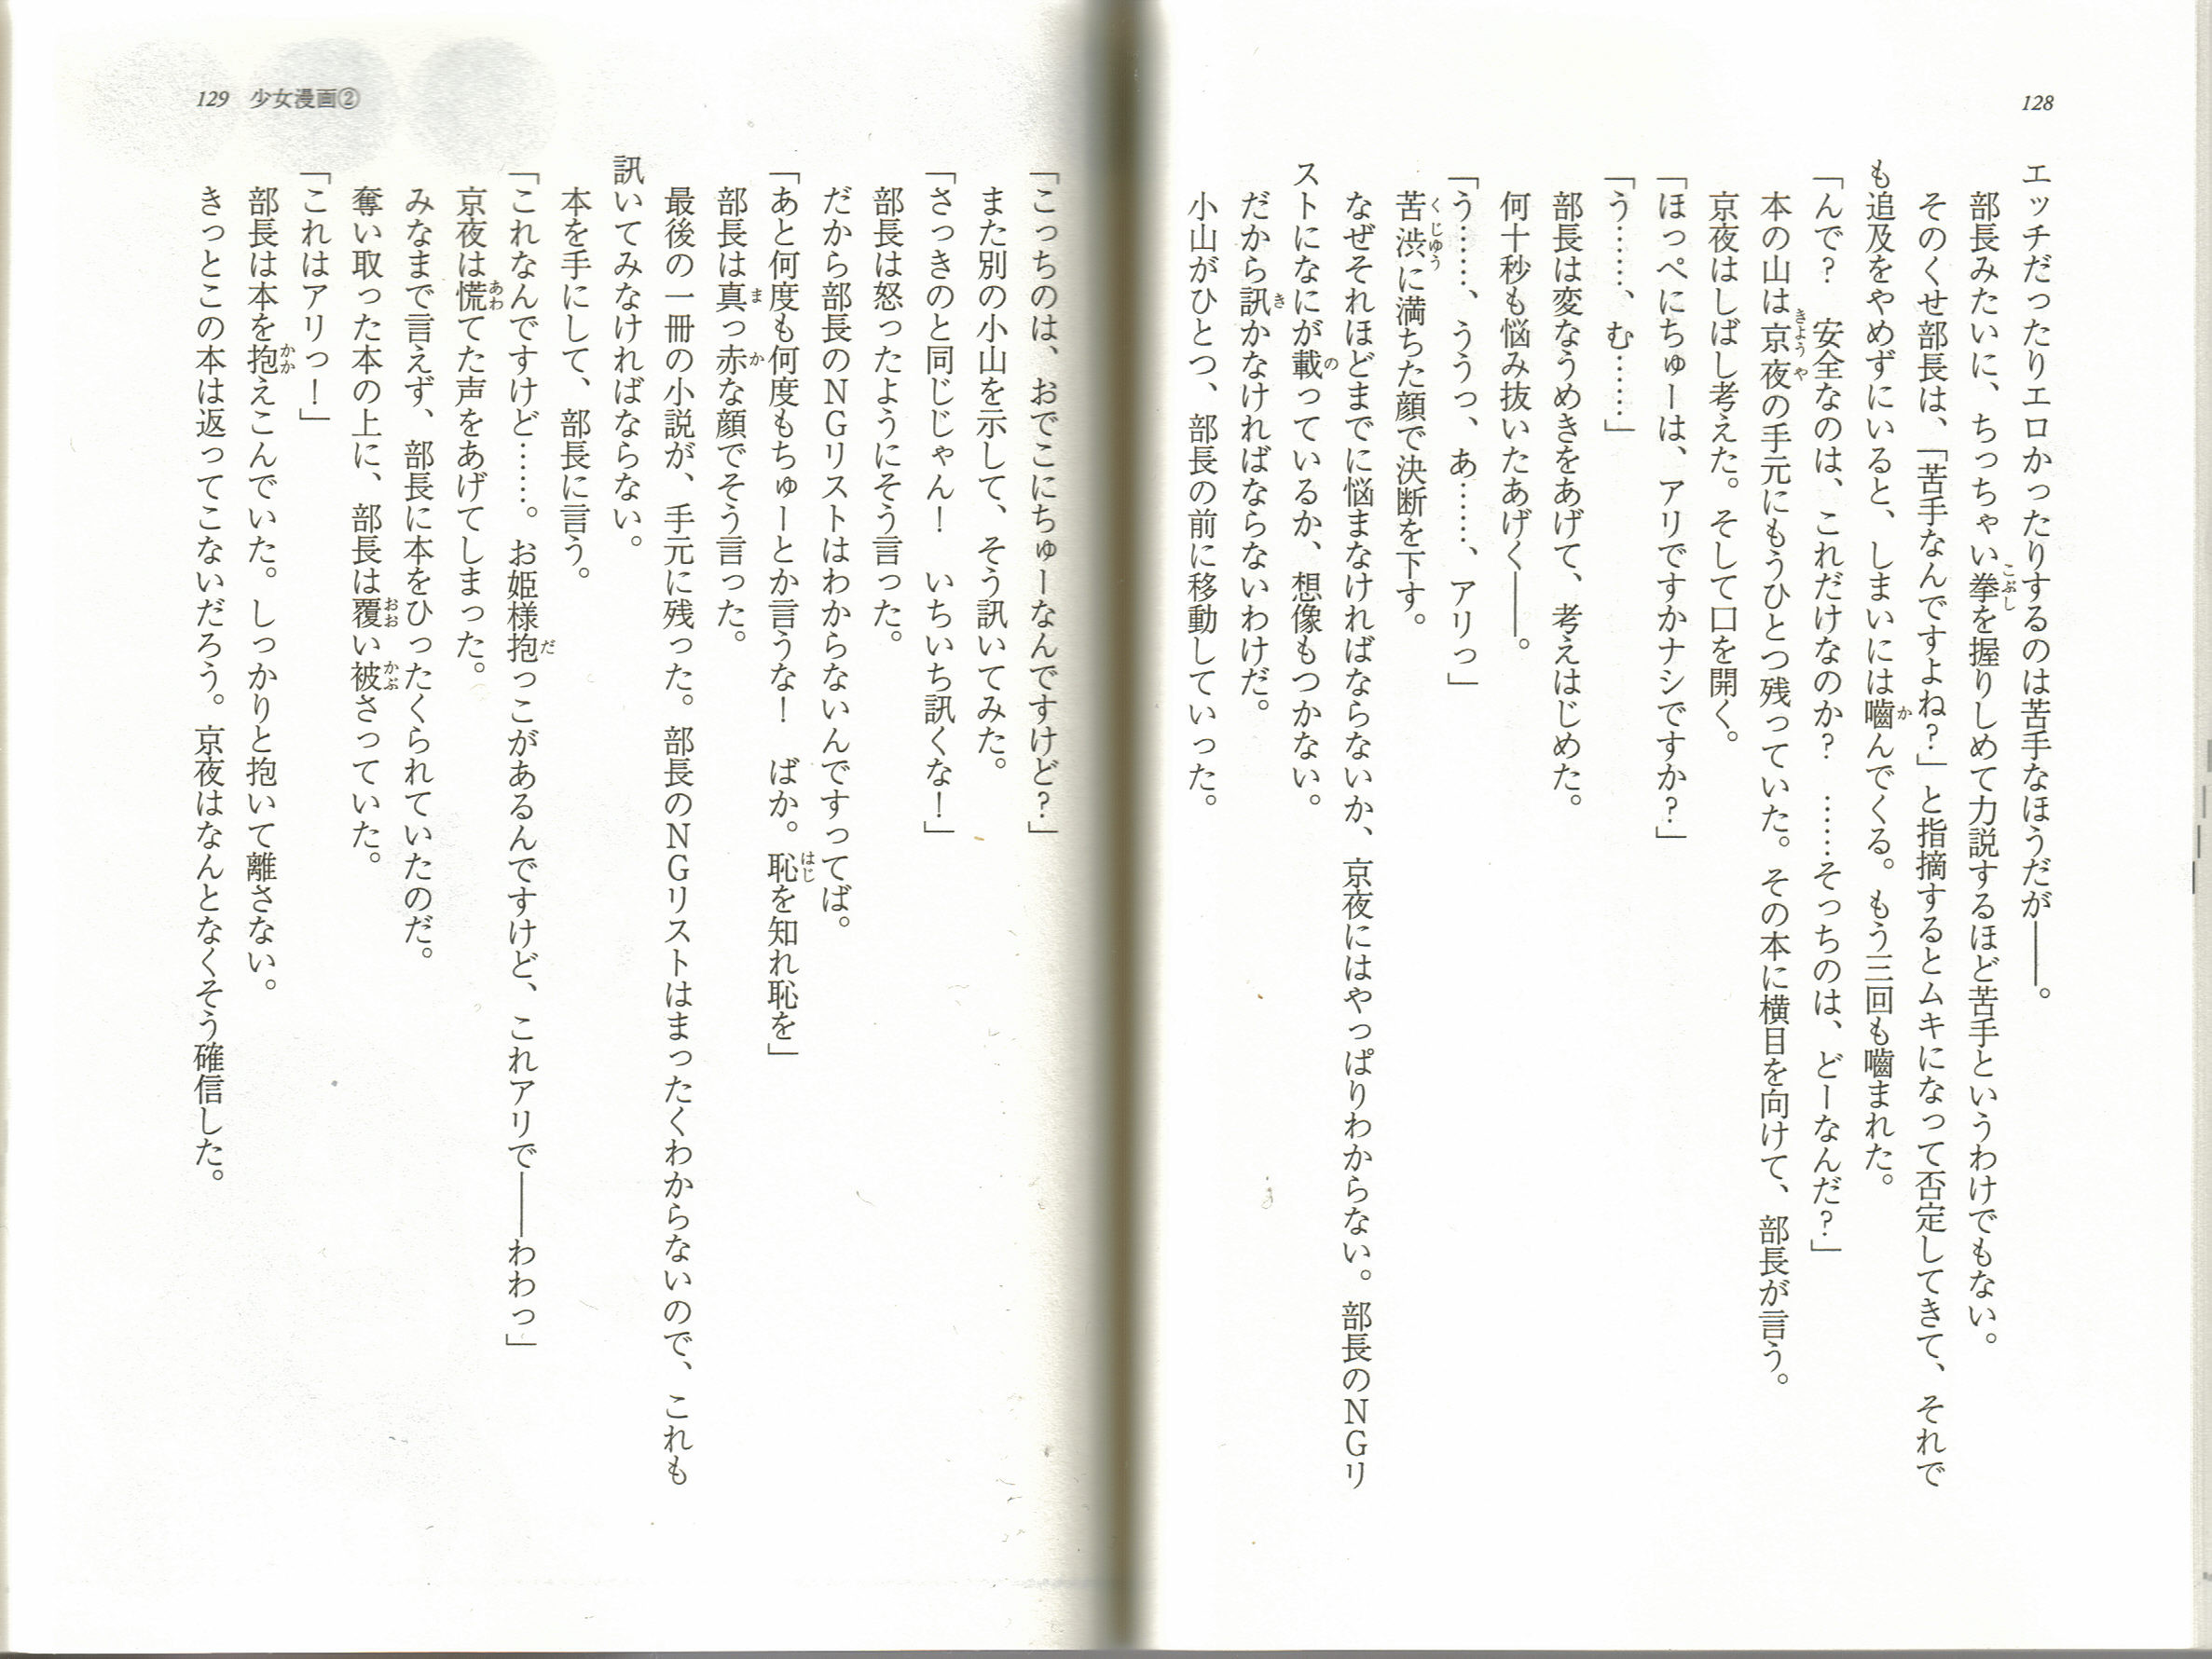 128
エッチだったりエロかったりするのは苦手なほうだが――。
部長みたいに、ちっちゃい拳を握りしめて力説するほど苦手というわけでもない。
そのくせ部長は、「苦手なんですよね？」と指摘するとムキになって否定してきて、それで
も追及をやめずにいると、しまいには嚙んでくる。もう三回も嚙まれた。
「んで？　安全なのは、これだけなのか？　……そっちのは、どーなんだ？」
本の山は京夜の手元にもうひとつ残っていた。その本に横目を向けて、部長が言う。
京夜はしばし考えた。そして口を開く。
「ほっぺにちゅーは、アリですかナシですか？」
「う……、む……」
部長は変なうめきをあげて、考えはじめた。
何十秒も悩み抜いたあげく――。
「う……、ううっ、あ……、アリっ」
苦渋に満ちた顔で決断を下す。
なぜそれほどまでに悩まなければならないか、京夜にはやっぱりわからない。部長のＮＧリ
ストになにが載っているか、想像もつかない。
だから訊かなければならないわけだ。
小山がひとつ、部長の前に移動していった。
129 少女漫画②
「こっちのは、おでこにちゅーなんですけど？」
また別の小山を示して、そう訊いてみた。
「さっきのと同じじゃん！　いちいち訊くな！」
部長は怒ったようにそう言った。
だから部長のＮＧリストはわからないんですってば。
「あと何度も何度もちゅーとか言うな！　ばか。恥を知れ恥を」
部長は真っ赤な顔でそう言った。
最後の一冊の小説が、手元に残った。部長のＮＧリストはまったくわからないので、これも
訊いてみなければならない。
本を手にして、部長に言う。
「これなんですけど……。お姫様抱っこがあるんですけど、これアリで――わわっ」
京夜は慌てた声をあげてしまった。
みなまで言えず、部長に本をひったくられていたのだ。
奪い取った本の上に、部長は覆い被さっていた。
「これはアリっ！」
部長は本を抱えこんでいた。しっかりと抱いて離さない。
きっとこの本は返ってこないだろう。京夜はなんとなくそう確信した。